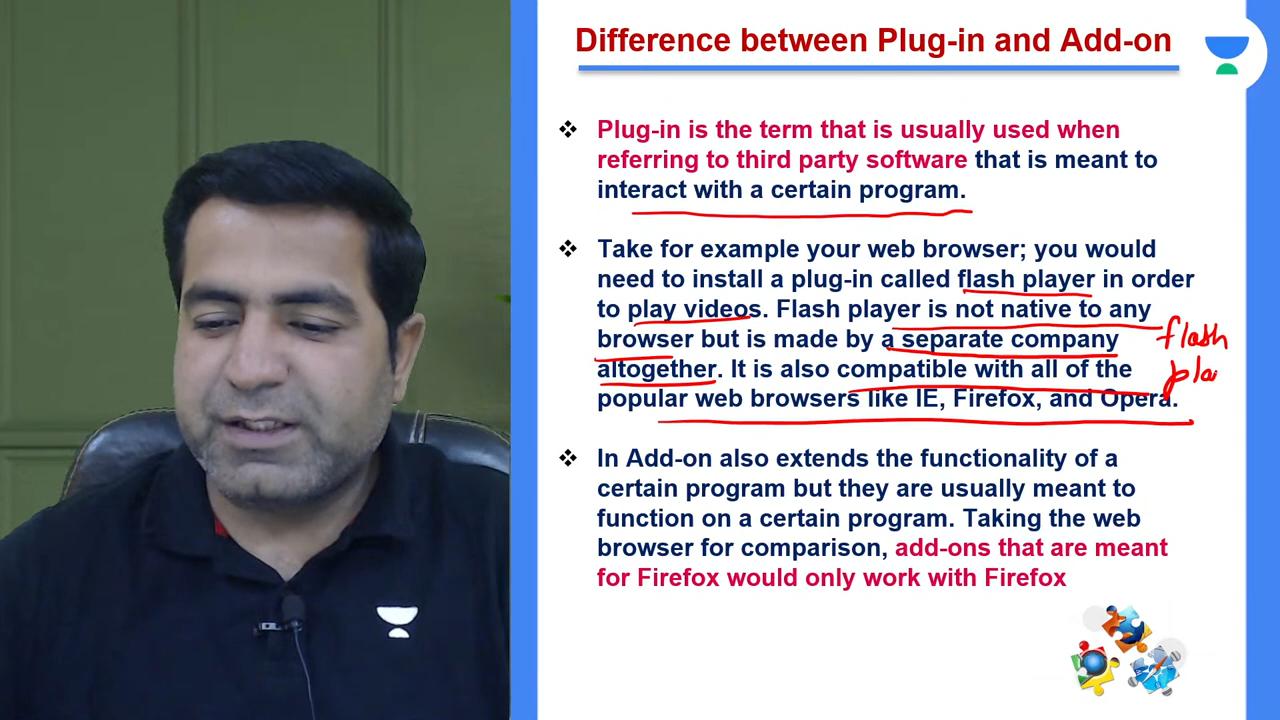 Difference between Plug-in and Add-on
❖ Plug-in is the term that is usually used when
referring to third party software that is meant to
interact with a certain program.
❖ Take for example your web browser; you would
need to install a plug-in called flash player in order
to play videos. Flash player is not native to any
browser but is made by a separate company
altogether. It is also compatible with all of the
popular web browsers like IE, Firefox, and Opera.
flash
pla
❖ In Add-on also extends the functionality of a
certain program but they are usually meant to
function on a certain program. Taking the web
browser for comparison, add-ons that are meant
for Firefox would only work with Firefox